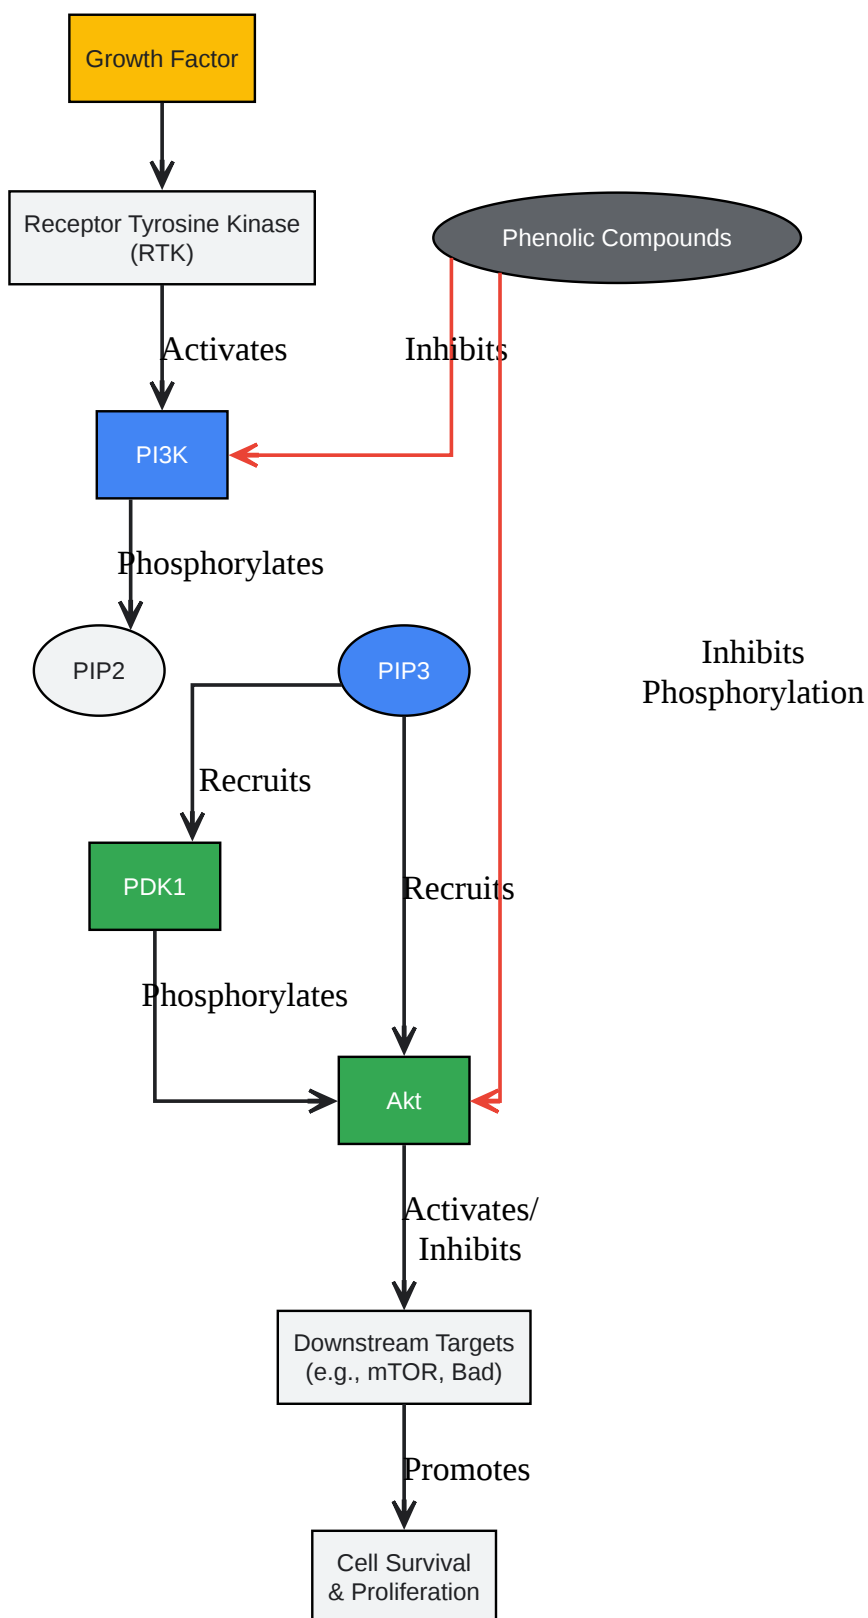 Growth Factor
Receptor Tyrosine Kinase
(RTK)
Phenolic Compounds
Activates
Inhibits
PI3K
Phosphorylates
Inhibits
Phosphorylation
PIP2
PIP3
Recruits
PDK1
Recruits
Phosphorylates
Akt
Activates/
Inhibits
Downstream Targets
(e.g., mTOR, Bad)
Promotes
Cell Survival
& Proliferation